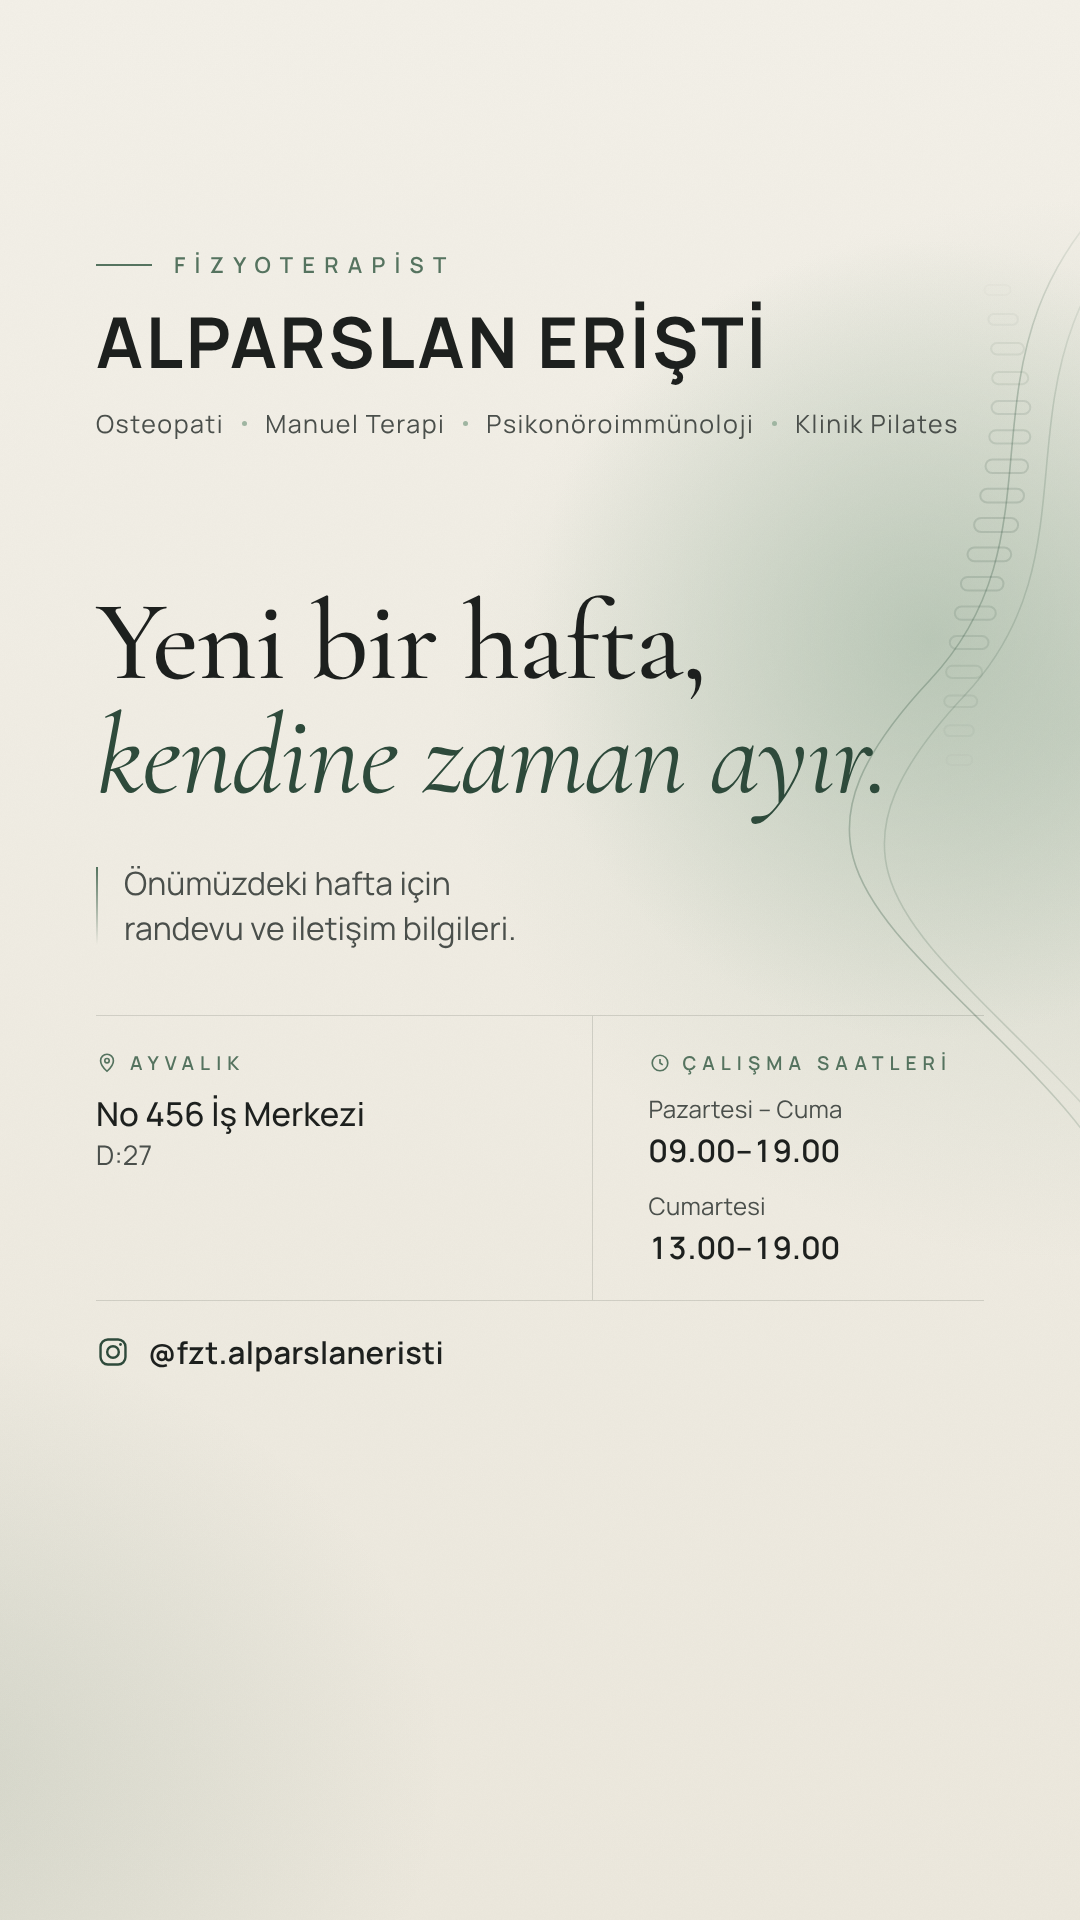 FİZYOTERAPİST
ALPARSLAN ERİŞTİ
Osteopati • Manuel Terapi • Psikonöroimmünoloji • Klinik Pilates
Yeni bir hafta,
kendine zaman ayır.
Önümüzdeki hafta için
randevu ve iletişim bilgileri.
AYVALIK
No 456 İş Merkezi
D:27
ÇALIŞMA SAATLERİ
Pazartesi – Cuma
09.00–19.00
Cumartesi
13.00–19.00
@fzt.alparslaneristi